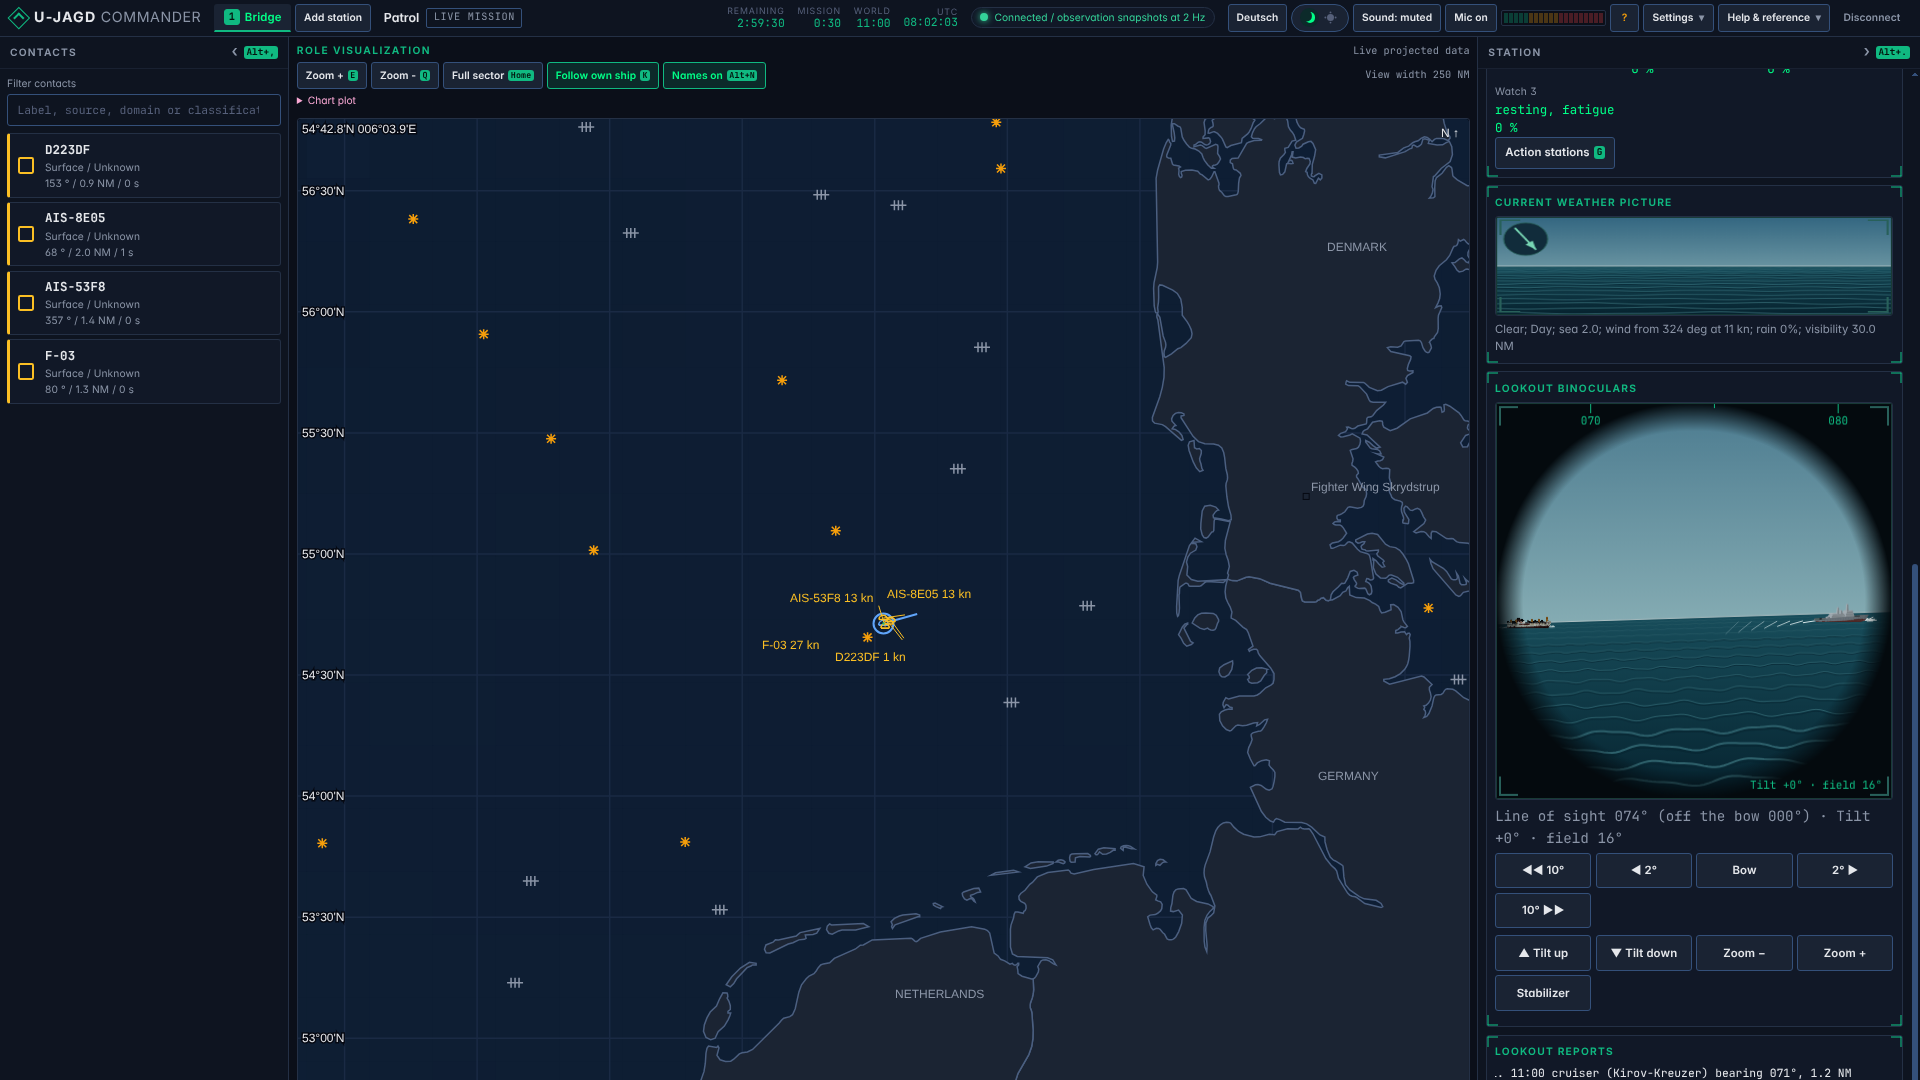 U-JAGD COMMANDER
1 Bridge
Add station
Patrol
LIVE MISSION
REMAINING
2:59:30
MISSION
0:30
WORLD
11:00
UTC
08:02:03
Connected / observation snapshots at 2 Hz
Deutsch
Sound: muted
Mic on
?
Settings ▾
Help & reference ▾
Disconnect
CONTACTS
Alt+,
Filter contacts
Label, source, domain or classificat
D223DF
Surface / Unknown
153 ° / 0.9 NM / 0 s
AIS-8E05
Surface / Unknown
68 ° / 2.0 NM / 1 s
AIS-53F8
Surface / Unknown
357 ° / 1.4 NM / 0 s
F-03
Surface / Unknown
80 ° / 1.3 NM / 0 s
ROLE VISUALIZATION
Live projected data
Zoom + E
Zoom - Q
Full sector Home
Follow own ship K
Names on Alt+N
View width 250 NM
▶ Chart plot
54°42.8'N 006°03.9'E
N ↑
56°30'N
56°00'N
55°30'N
55°00'N
54°30'N
54°00'N
53°30'N
53°00'N
DENMARK
Fighter Wing Skrydstrup
AIS-53F8 13 kn
AIS-8E05 13 kn
F-03 27 kn
D223DF 1 kn
GERMANY
NETHERLANDS
STATION
Alt+.
0 %
0 %
Watch 3
resting, fatigue
0 %
Action stations G
CURRENT WEATHER PICTURE
Clear; Day; sea 2.0; wind from 324 deg at 11 kn; rain 0%; visibility 30.0
NM
LOOKOUT BINOCULARS
070
080
Tilt +0° · field 16°
Line of sight 074° (off the bow 000°) · Tilt
+0° · field 16°
◀◀ 10°
◀ 2°
Bow
2° ▶
10° ▶▶
▲ Tilt up
▼ Tilt down
Zoom −
Zoom +
Stabilizer
LOOKOUT REPORTS
11:00 cruiser (Kirov-Kreuzer) bearing 071°, 1.2 NM